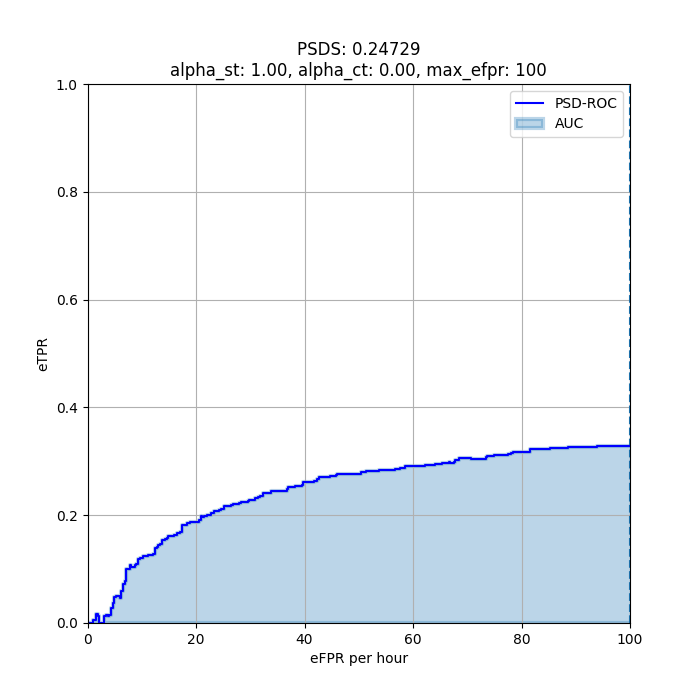 PSDS: 0.24729
alpha_st: 1.00, alpha_ct: 0.00, max_efpr: 100
PSD-ROC
AUC
1.0
0.8
0.6
0.4
0.2
0.0
eTPR
0 20 40 60 80 100
eFPR per hour